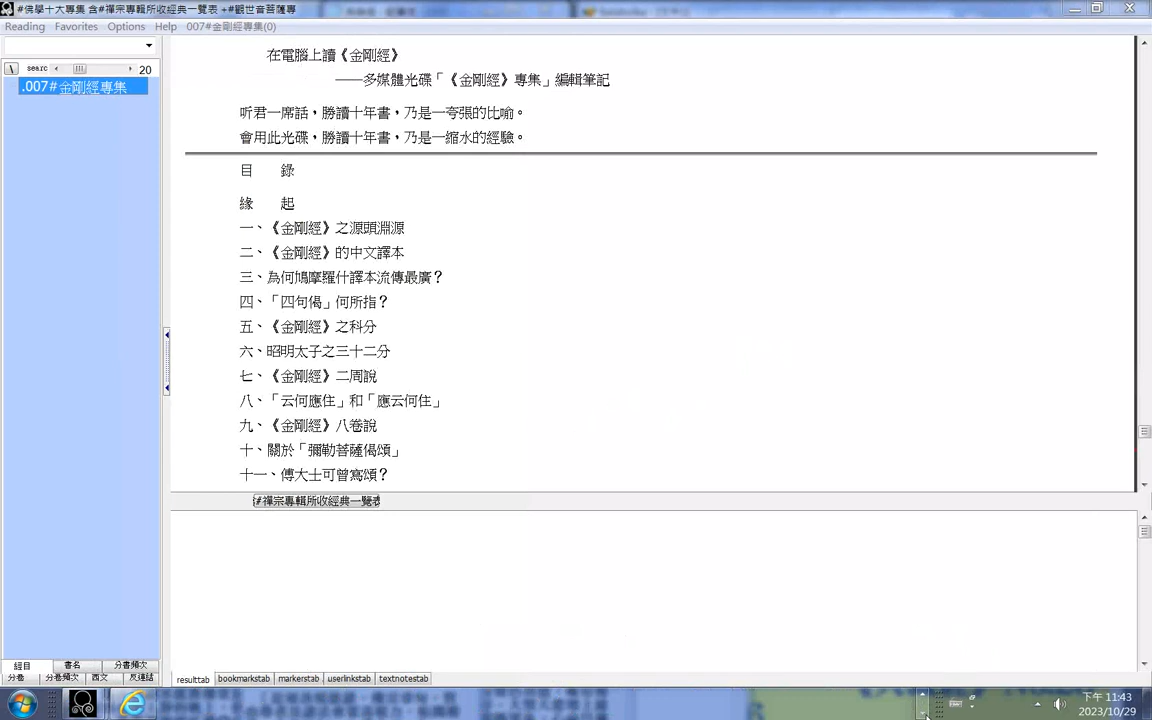 #佛學十大專集 含#禪宗專輯所收經典一覽表 +#觀世音菩薩專
Reading Favorites Options Help 007#金剛經專集(0)
searc 20
.007#金剛經專集
在電腦上讀《金剛經》
——多媒體光碟「《金剛經》專集」編輯筆記
听君一席話，勝讀十年書，乃是一夸張的比喻。
會用此光碟，勝讀十年書，乃是一縮水的經驗。
目　錄
緣　起
一、《金剛經》之源頭淵源
二、《金剛經》的中文譯本
三、為何鳩摩羅什譯本流傳最廣？
四、「四句偈」何所指？
五、《金剛經》之科分
六、昭明太子之三十二分
七、《金剛經》二周說
八、「云何應住」和「應云何住」
九、《金剛經》八卷說
十、關於「彌勒菩薩偈頌」
十一、傅大士可曾寫頌？
#禪宗專輯所收經典一覽表
經目 書名 分書頻次
分卷 分卷頻次 西文 反連結
resulttab bookmarkstab markerstab userlinkstab textnotestab
下午 11:43
2023/10/29